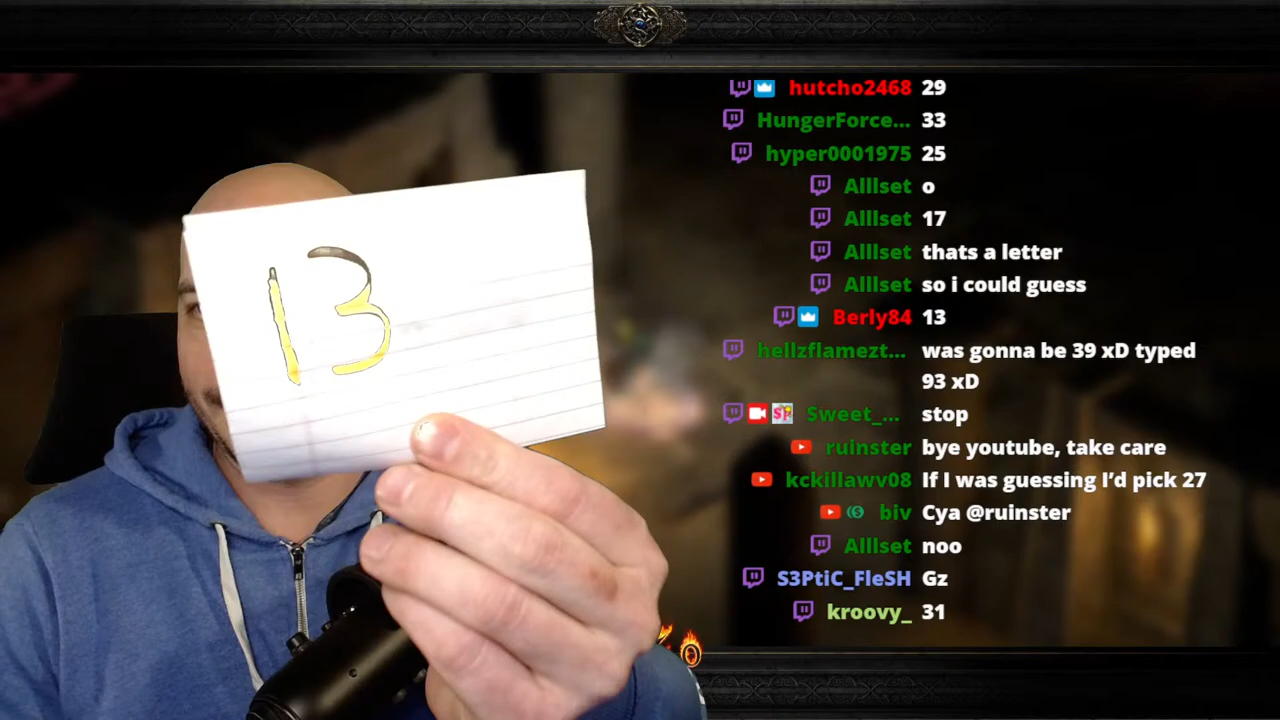 13
hutcho2468 29
HungerForce... 33
hyper0001975 25
Alllset o
Alllset 17
Alllset thats a letter
Alllset so i could guess
Berly84 13
hellzflamezt... was gonna be 39 xD typed
93 xD
Sweet_... stop
ruinster bye youtube, take care
kckillawv08 If I was guessing I'd pick 27
biv Cya @ruinster
Alllset noo
S3PtiC_FleSH Gz
kroovy_ 31